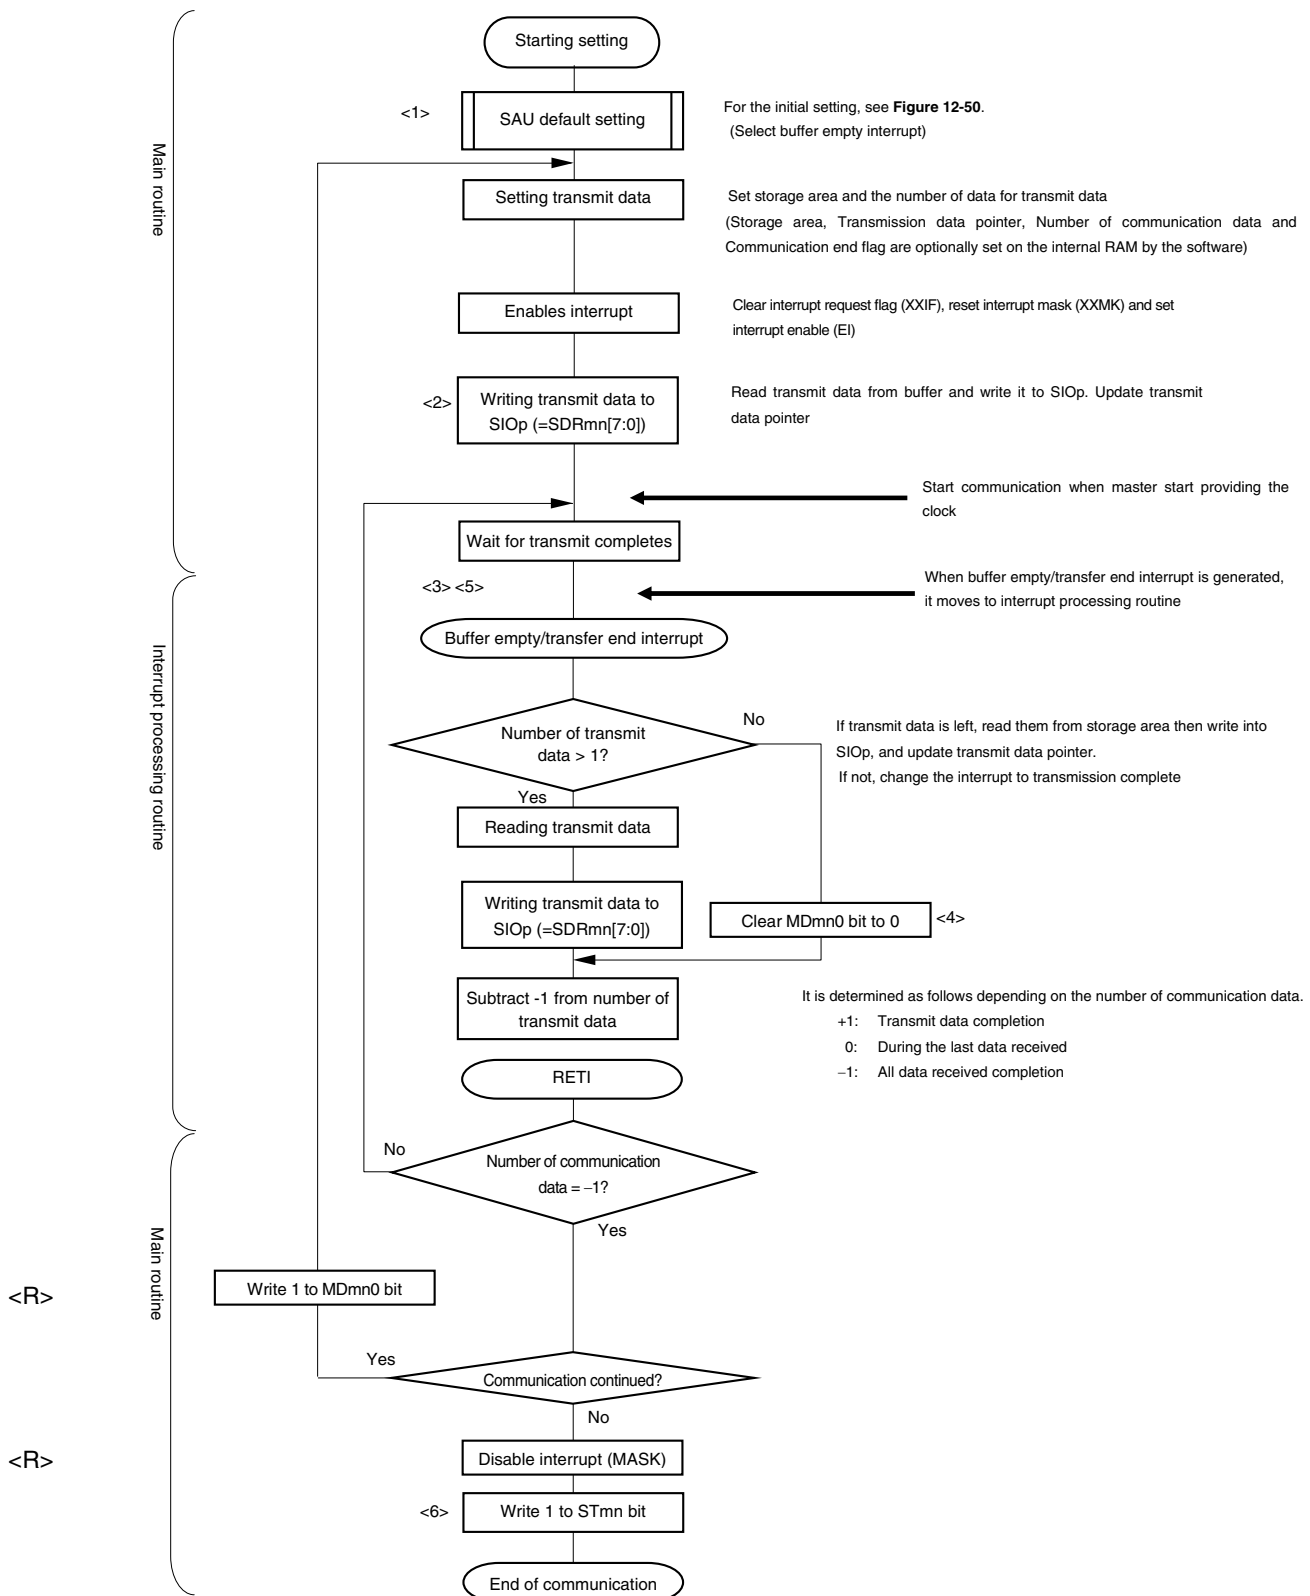 Starting setting
<1>
SAU default setting
For the initial setting, see Figure 12-50.
(Select buffer empty interrupt)
Main routine
Setting transmit data
Set storage area and the number of data for transmit data
(Storage area, Transmission data pointer, Number of communication data and
Communication end flag are optionally set on the internal RAM by the software)
Enables interrupt
Clear interrupt request flag (XXIF), reset interrupt mask (XXMK) and set
interrupt enable (EI)
<2>
Writing transmit data to
SIOp (=SDRmn[7:0])
Read transmit data from buffer and write it to SIOp. Update transmit
data pointer
Start communication when master start providing the
clock
Wait for transmit completes
<3> <5>
When buffer empty/transfer end interrupt is generated,
it moves to interrupt processing routine
Buffer empty/transfer end interrupt
Interrupt processing routine
Number of transmit
data > 1?
No
Yes
If transmit data is left, read them from storage area then write into
SIOp, and update transmit data pointer.
If not, change the interrupt to transmission complete
Reading transmit data
Writing transmit data to
SIOp (=SDRmn[7:0])
Clear MDmn0 bit to 0
<4>
Subtract -1 from number of
transmit data
It is determined as follows depending on the number of communication data.
+1: Transmit data completion
0: During the last data received
−1: All data received completion
RETI
No
Number of communication
data = −1?
Yes
Main routine
<R>
Write 1 to MDmn0 bit
Yes
Communication continued?
No
<R>
Disable interrupt (MASK)
<6>
Write 1 to STmn bit
End of communication